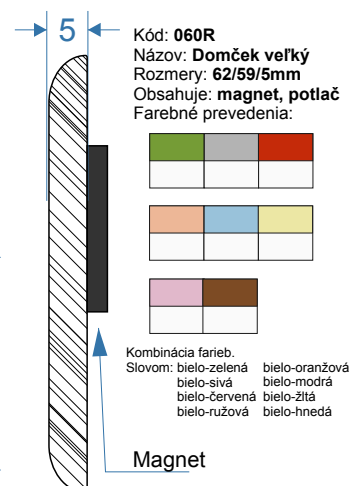 5
Kód: 060R
Názov: Domček veľký
Rozmery: 62/59/5mm
Obsahuje: magnet, potlač
Farebné prevedenia:
Kombinácia farieb.
Slovom: bielo-zelená bielo-oranžová
bielo-sivá bielo-modrá
bielo-červená bielo-žltá
bielo-ružová bielo-hnedá
Magnet